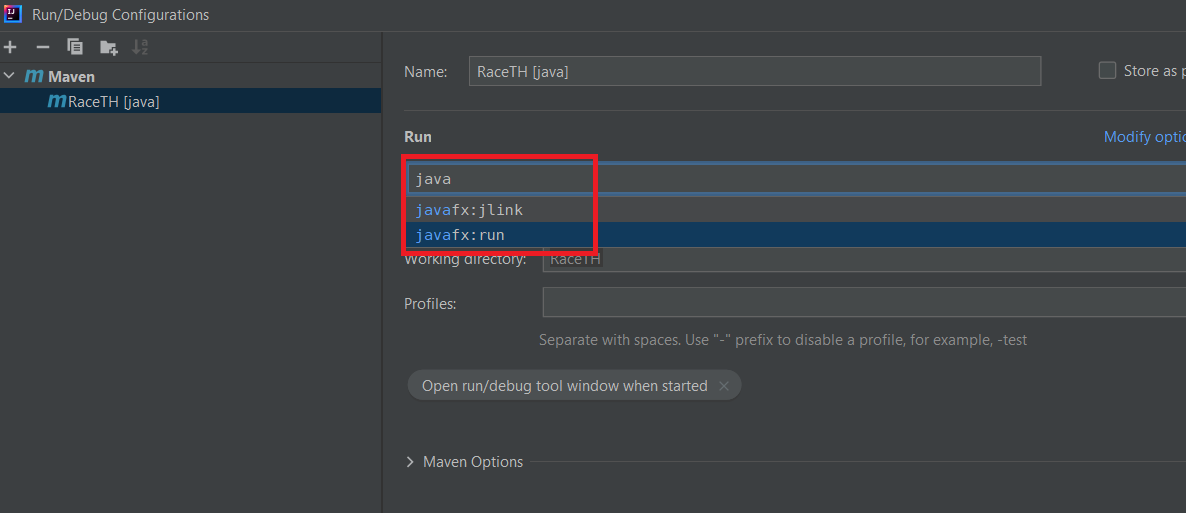 Run/Debug Configurations
Maven
RaceTH [java]
Name: RaceTH [java] Store as p
Run Modify optio
java
javafx:jlink
javafx:run
Working directory: RaceTH
Profiles:
Separate with spaces. Use "-" prefix to disable a profile, for example, -test
Open run/debug tool window when started
Maven Options